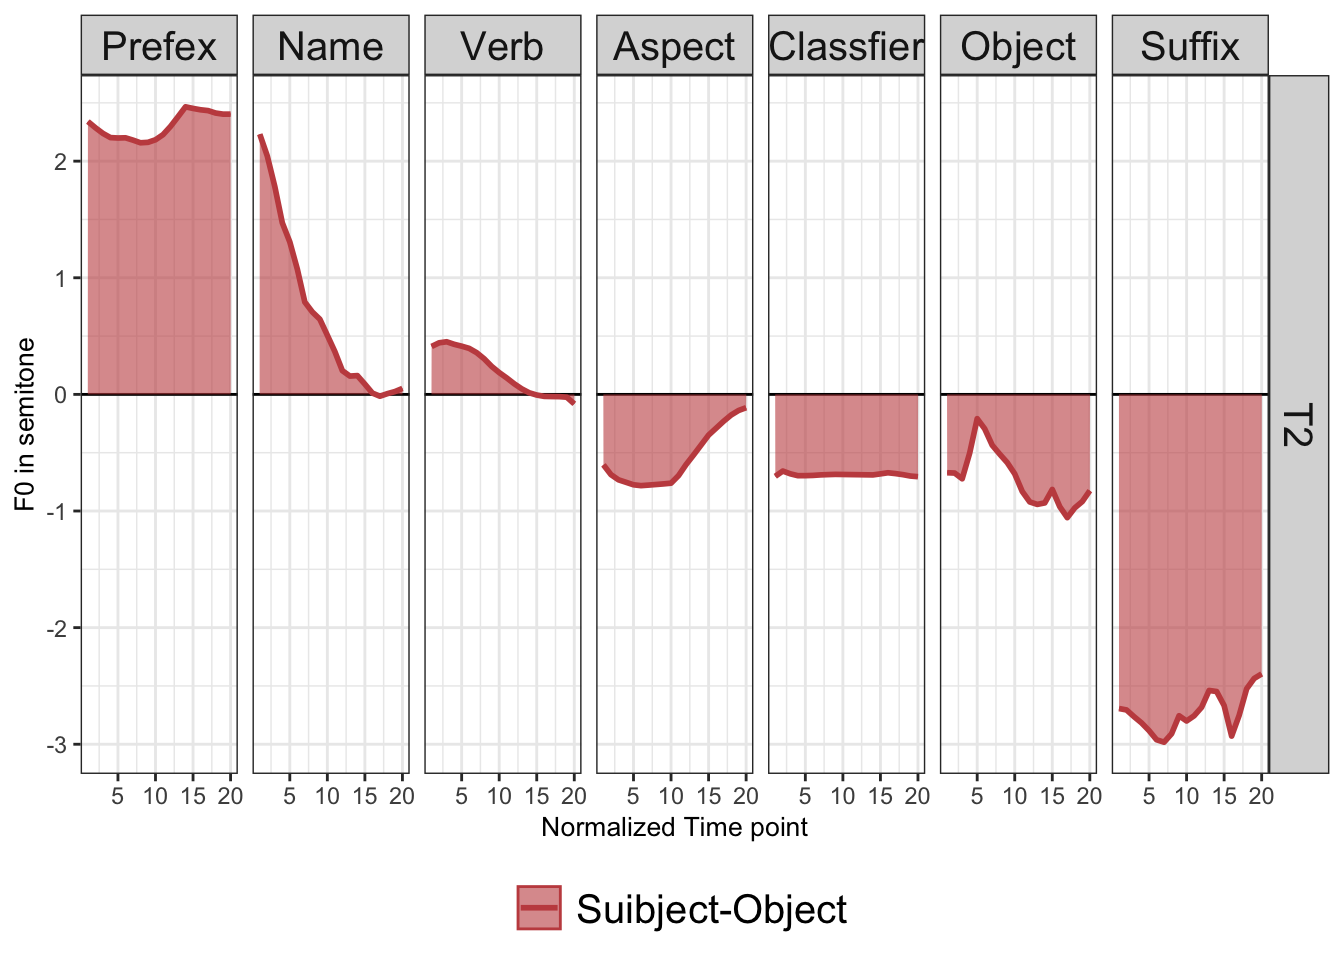 Prefex Name Verb Aspect Classfier Object Suffix
T2
F0 in semitone
2
1
0
-1
-2
-3
5 10 15 20 5 10 15 20 5 10 15 20 5 10 15 20 5 10 15 20 5 10 15 20 5 10 15 20
Normalized Time point
Suibject-Object